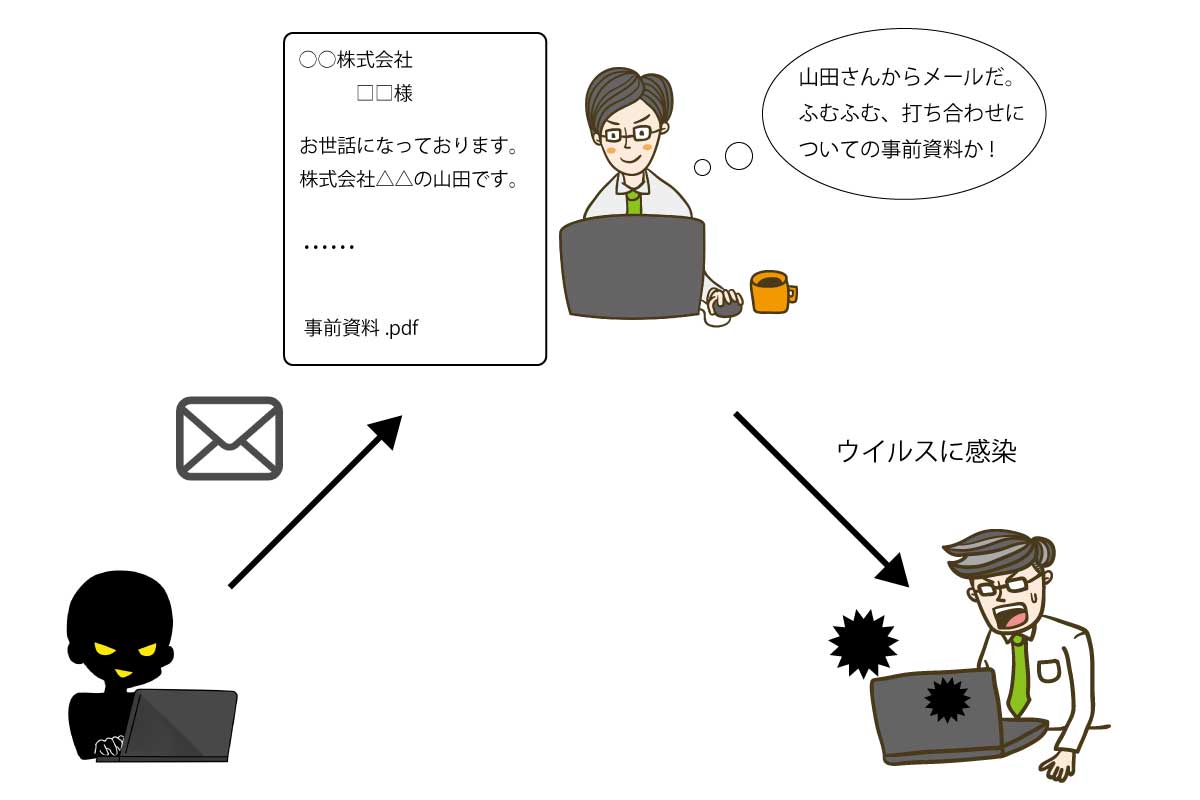 ○○株式会社
□□様
お世話になっております。
株式会社△△の山田です。
……
事前資料.pdf
山田さんからメールだ。
ふむふむ、打ち合わせに
ついての事前資料か!
ウイルスに感染